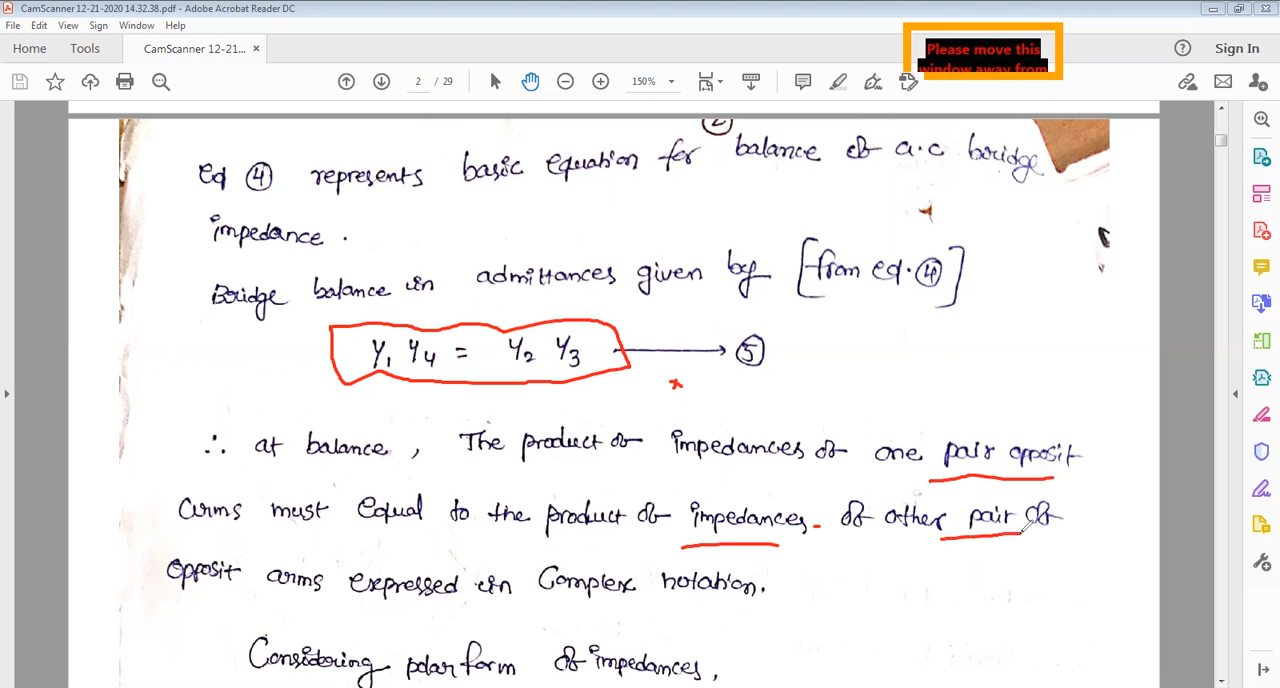 CamScanner 12-21-2020 14.32.38.pdf - Adobe Acrobat Reader DC
File Edit View Sign Window Help
Home Tools CamScanner 12-21... × Sign In
Please move this
window away from
2 / 29 150%
2
Eq 4 represents basic equation for balance of a.c bridge
impedance.
Bridge balance in admittances given by [from eq. 4]
Y1 Y4 = Y2 Y3 → 5
∴ at balance, The product of impedances of one pair opposit
arms must equal to the product of impedances of other pair of
opposit arms expressed in Complex notation.
Considering polar form of impedances,